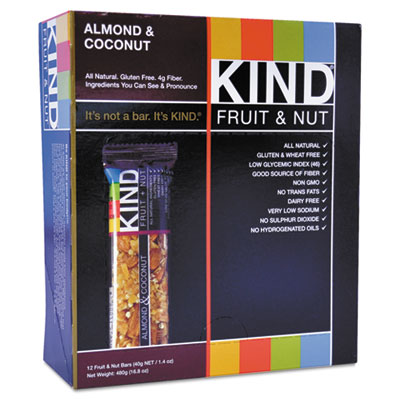 ALMOND &
COCONUT
All Natural. Gluten Free. 4g Fiber.
Ingredients You Can See & Pronounce
It's not a bar. It's KIND.®
KIND
FRUIT + NUT
ALMOND & COCONUT
12 Fruit & Nut Bars (40g NET / 1.4 oz)
Net Weight: 480g (16.8 oz)
KIND®
FRUIT & NUT
ALL NATURAL ✓
GLUTEN & WHEAT FREE ✓
LOW GLYCEMIC INDEX (46) ✓
GOOD SOURCE OF FIBER ✓
NON GMO ✓
NO TRANS FATS ✓
DAIRY FREE ✓
VERY LOW SODIUM ✓
NO SULPHUR DIOXIDE ✓
NO HYDROGENATED OILS ✓